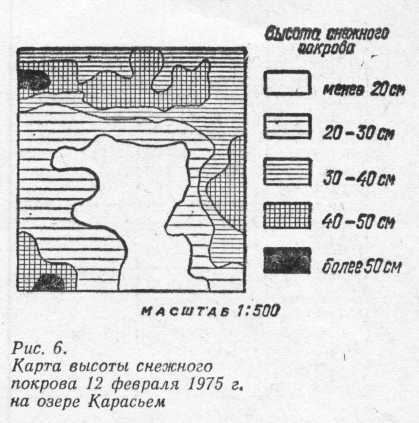 Высота снежного
покрова
менее 20 см
20–30 см
30–40 см
40–50 см
более 50 см
МАСШТАБ 1:500
Рис. 6.
Карта высоты снежного
покрова 12 февраля 1975 г.
на озере Карасьем